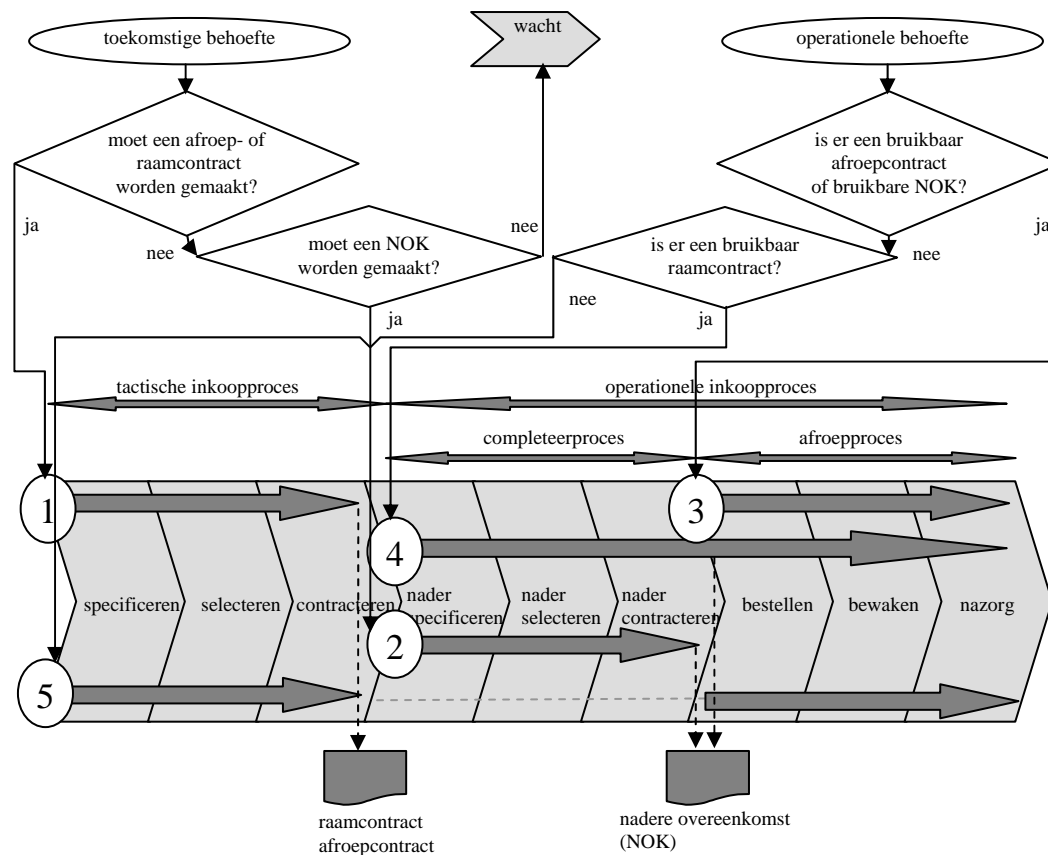 toekomstige behoefte
wacht
operationele behoefte
moet een afroep- of
raamcontract
worden gemaakt?
is er een bruikbaar
afroepcontract
of bruikbare NOK?
ja
nee
moet een NOK
worden gemaakt?
nee
is er een bruikbaar
raamcontract?
nee
ja
nee
ja
ja
tactische inkoopproces
operationele inkoopproces
completeerproces
afroepproces
1
3
4
specificeren
selecteren
contracteren
nader
specificeren
nader
selecteren
nader
contracteren
bestellen
bewaken
nazorg
2
5
raamcontract
afroepcontract
nadere overeenkomst
(NOK)